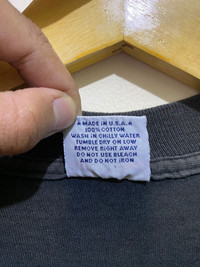 ★ MADE IN U.S.A. ★
100% COTTON
WASH IN CHILLY WATER
TUMBLE DRY ON LOW
REMOVE RIGHT AWAY
DO NOT USE BLEACH
AND DO NOT IRON